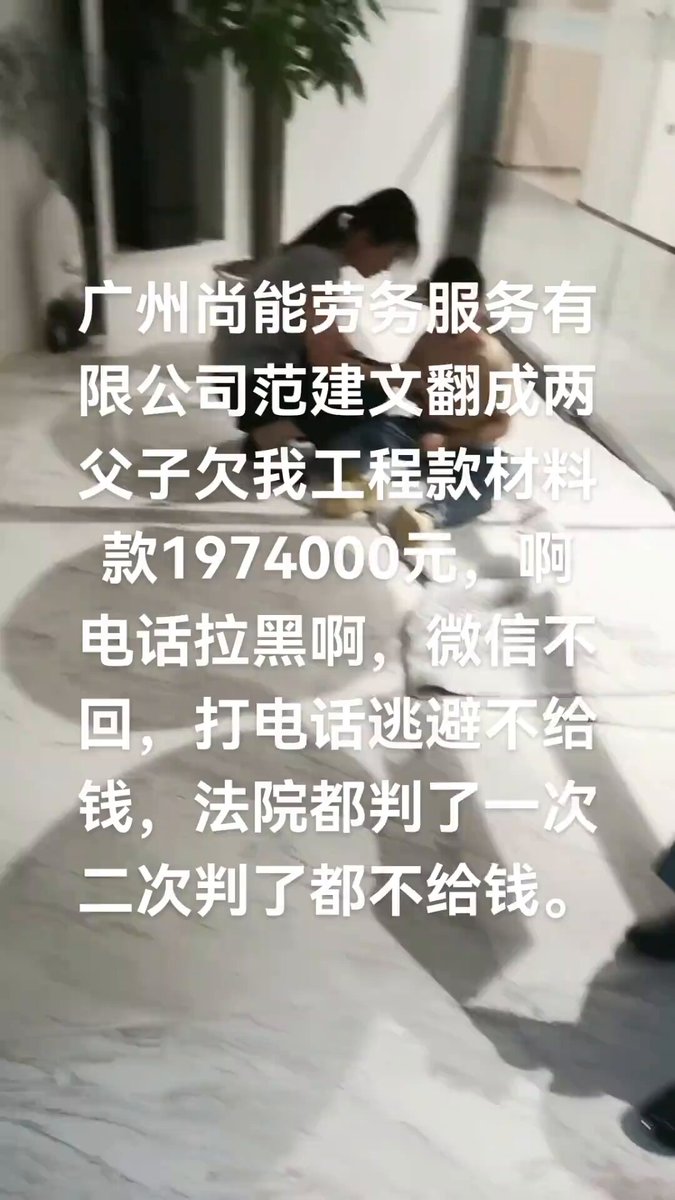 广州尚能劳务服务有
限公司范建文翻成两
父子欠我工程款材料
款1974000元，啊
电话拉黑啊，微信不
回，打电话逃避不给
钱，法院都判了一次
二次判了都不给钱。